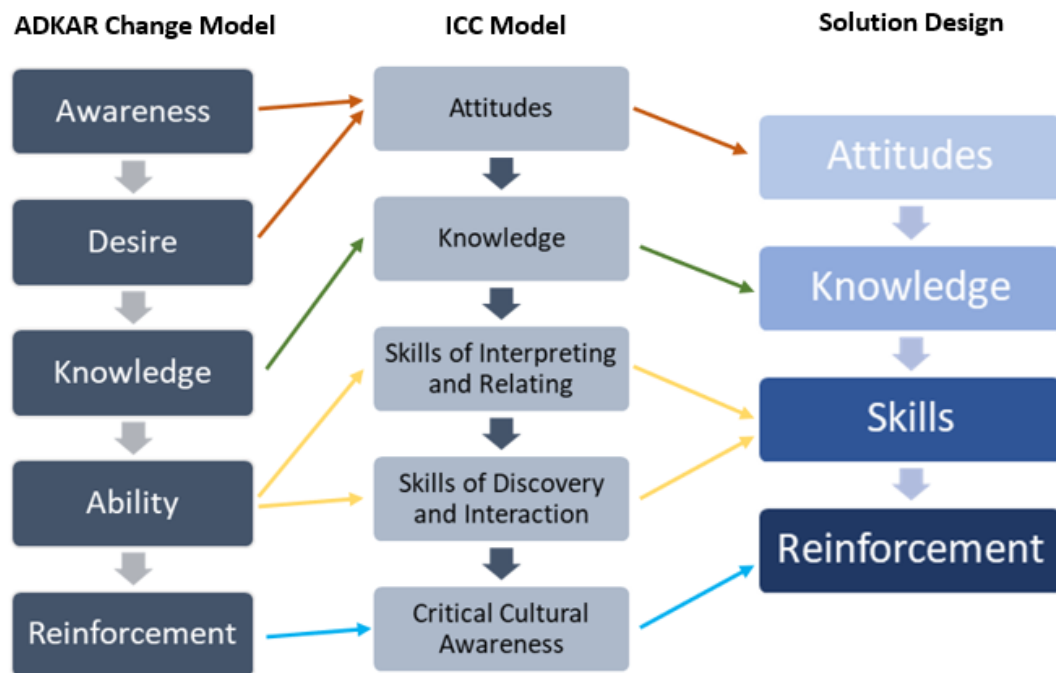 ADKAR Change Model
Awareness
Desire
Knowledge
Ability
Reinforcement
ICC Model
Attitudes
Knowledge
Skills of Interpreting
and Relating
Skills of Discovery
and Interaction
Critical Cultural
Awareness
Solution Design
Attitudes
Knowledge
Skills
Reinforcement